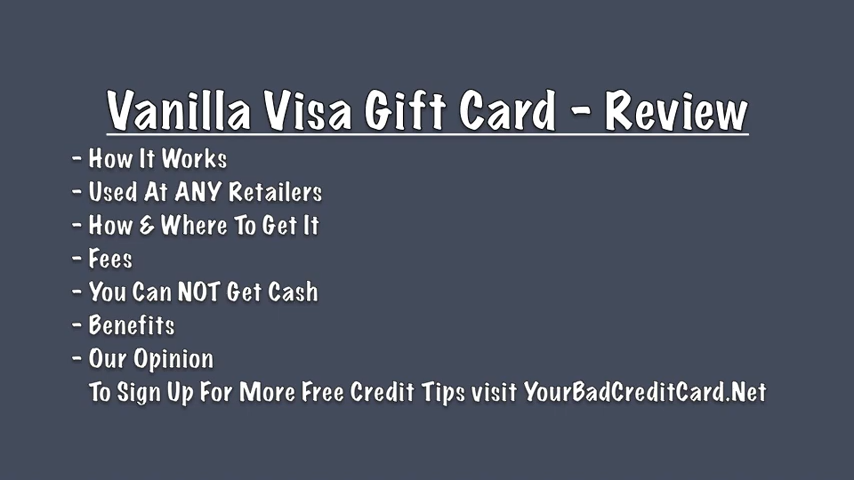 Vanilla Visa Gift Card - Review
- How It Works
- Used At ANY Retailers
- How & Where To Get It
- Fees
- You Can NOT Get Cash
- Benefits
- Our Opinion
To Sign Up For More Free Credit Tips visit YourBadCreditCard.Net